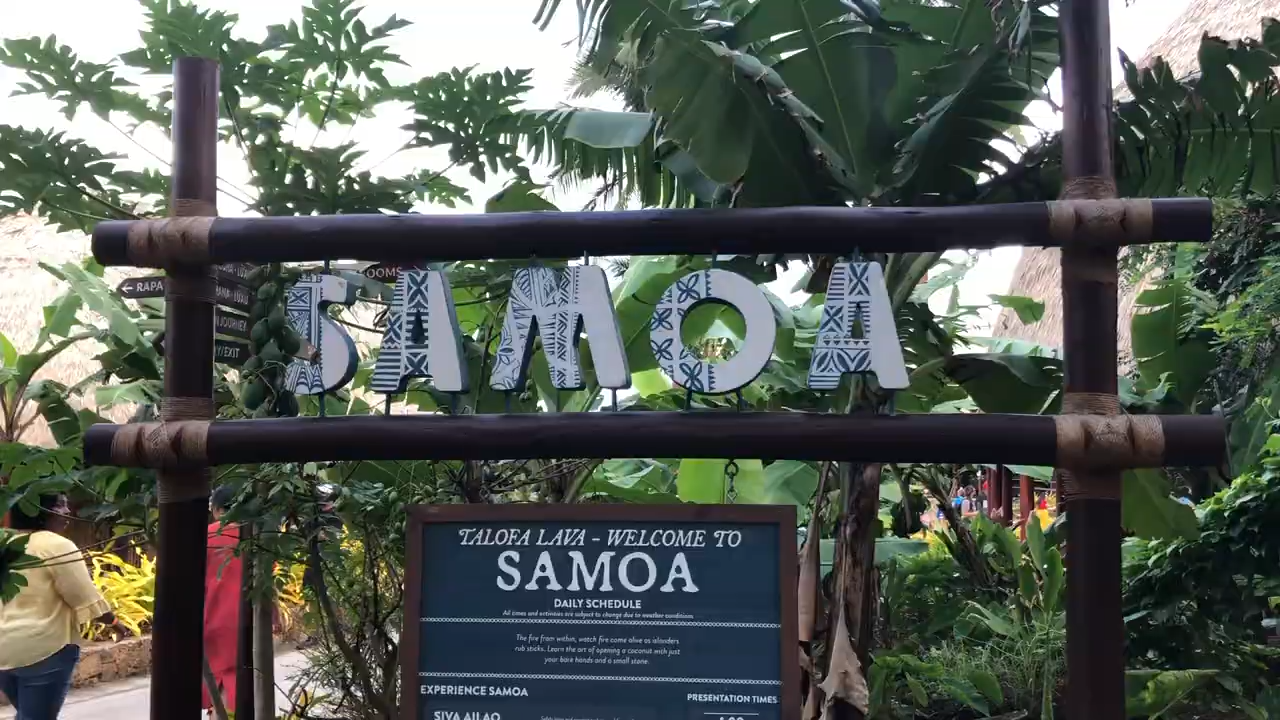 SAMOA
← RAPA
OOMS
JOURNEY
Y/EXIT
TALOFA LAVA - WELCOME TO
SAMOA
DAILY SCHEDULE
All times and activities are subject to change due to weather conditions
The fire from within, watch fire come alive as islanders
rub sticks. Learn the art of opening a coconut with just
your bare hands and a small stone.
EXPERIENCE SAMOA
PRESENTATION TIMES
SIVA AILAO